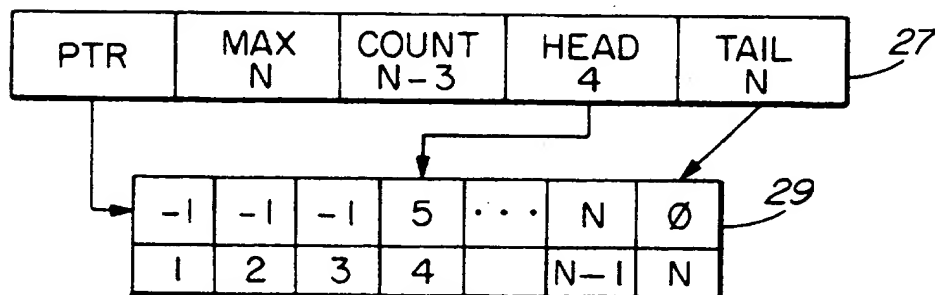 PTR MAX COUNT HEAD TAIL
N N-3 4 N
27
-1 -1 -1 5 ... N Ø
29
1 2 3 4 N-1 N